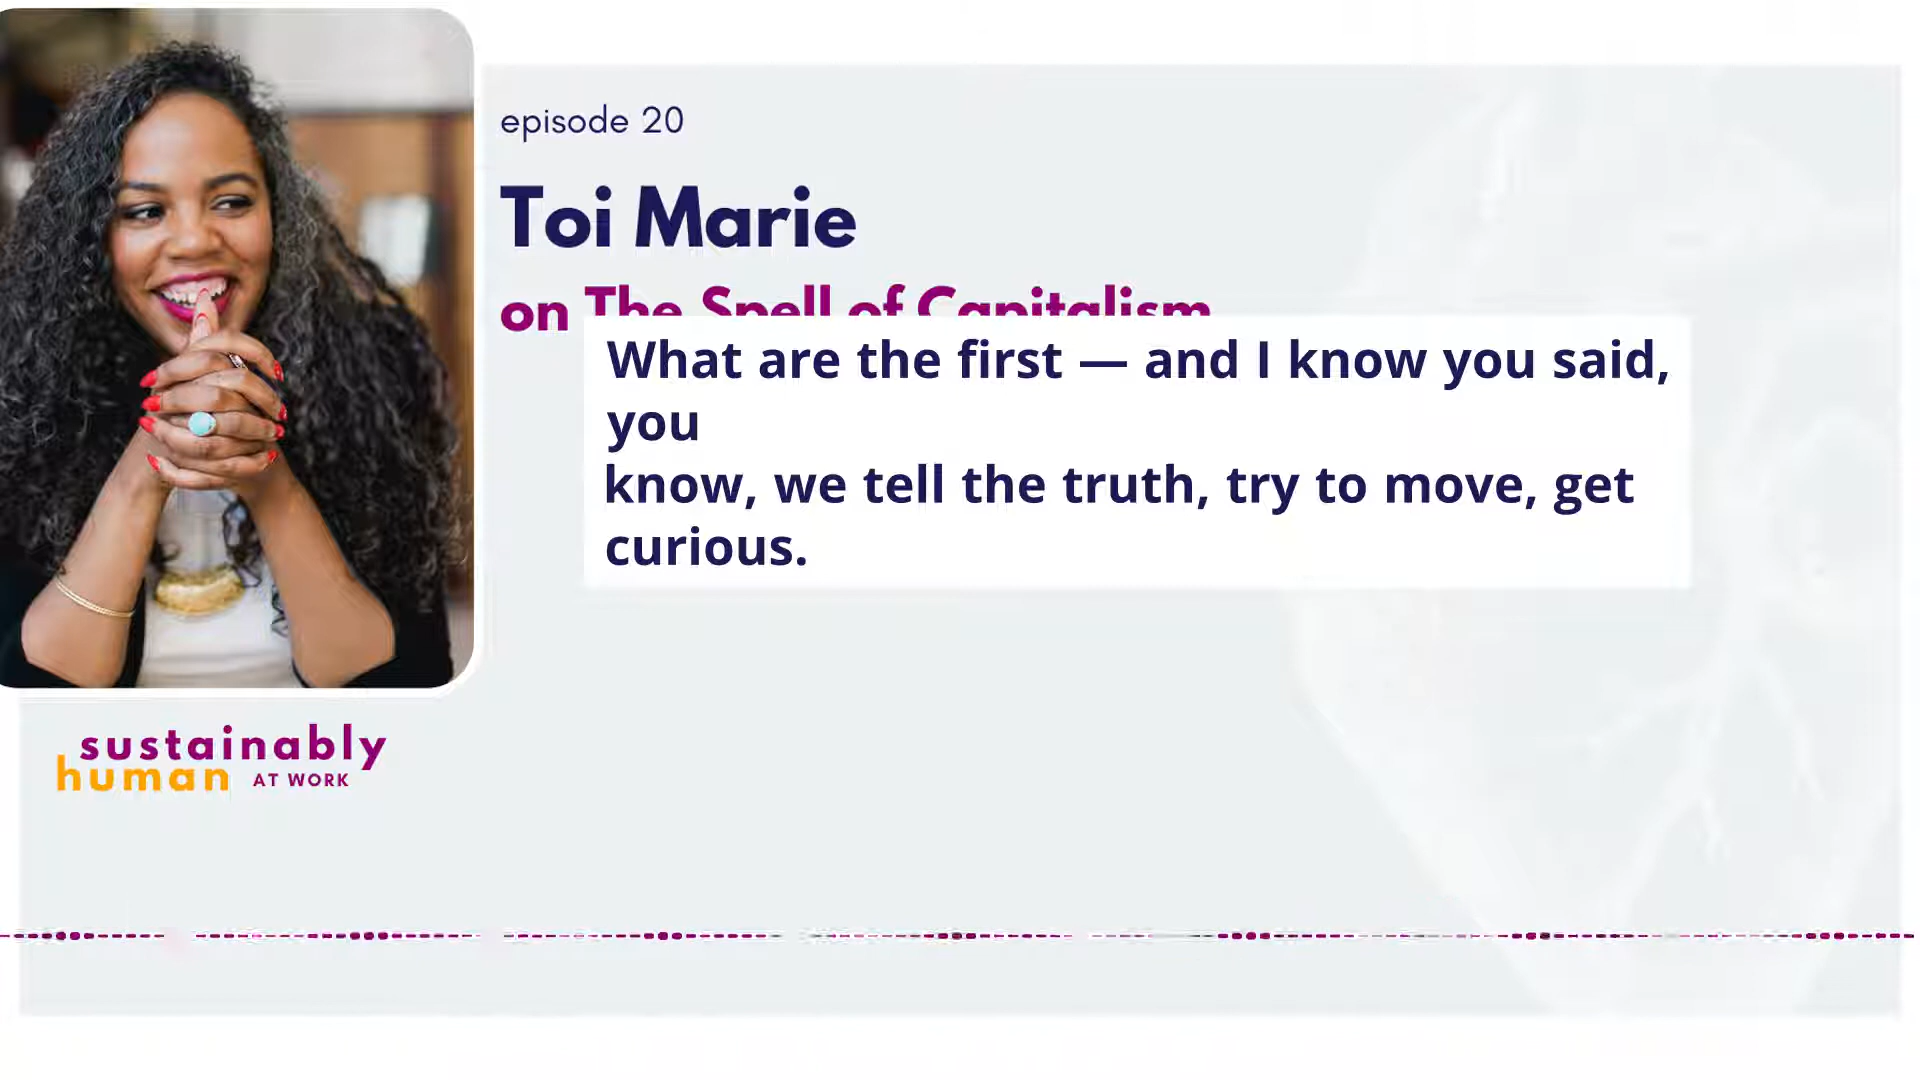 episode 20
Toi Marie
on The Spell of Capitalism
What are the first — and I know you said,
you
know, we tell the truth, try to move, get
curious.
sustainably
human AT WORK